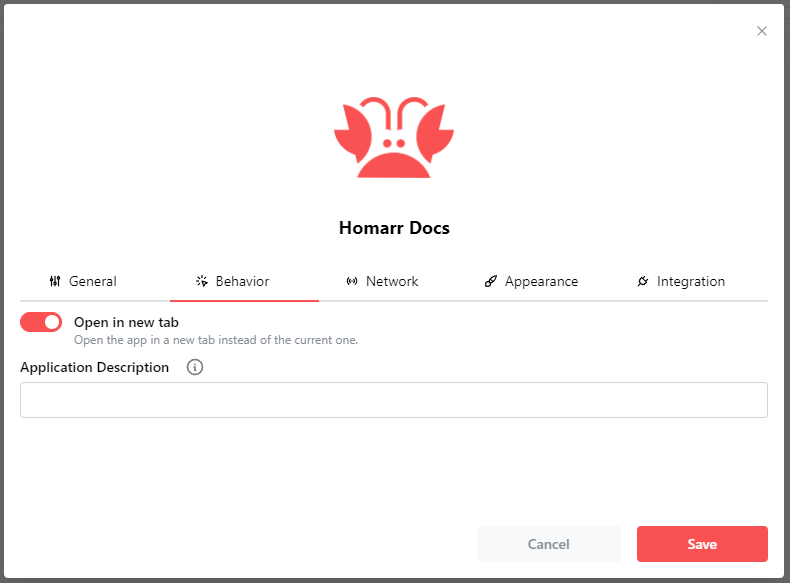 Homarr Docs
General Behavior Network Appearance Integration
Open in new tab
Open the app in a new tab instead of the current one.
Application Description
Cancel Save